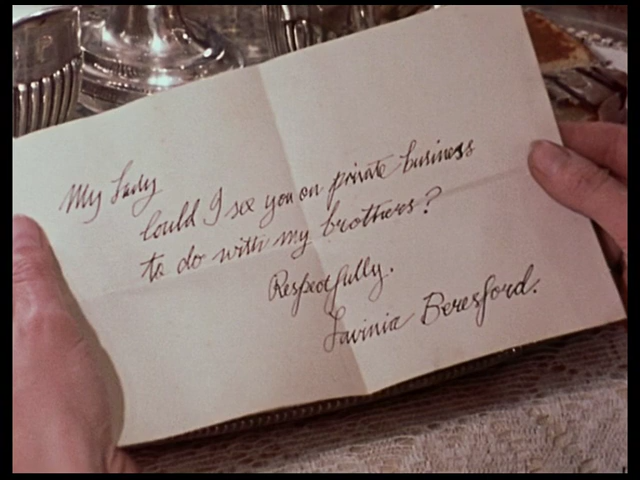 My Lady
Could I see you on private business
to do with my brothers?
Respectfully.
Lavinia Beresford.